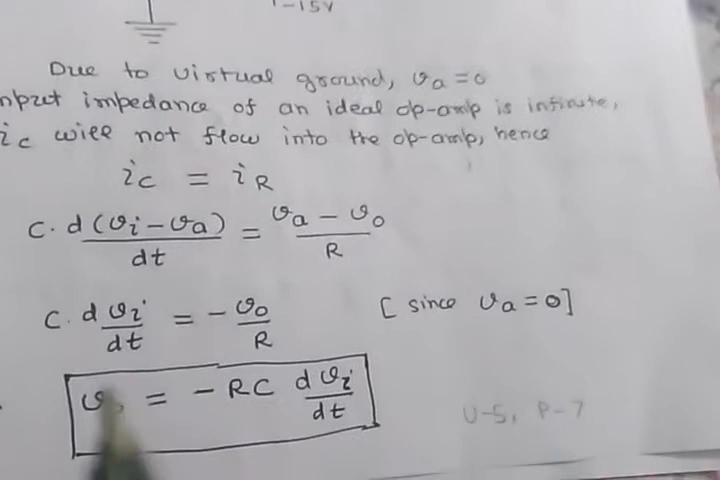 -15V
Due to virtual ground, va = 0
nput impedance of an ideal op-amp is infinite,
ic will not flow into the op-amp, hence
ic = iR
C. d(vi - va)/dt = (va - vo)/R
C. dvi/dt = - vo/R [since va = 0]
v = - RC dvi/dt
U-5, P-7